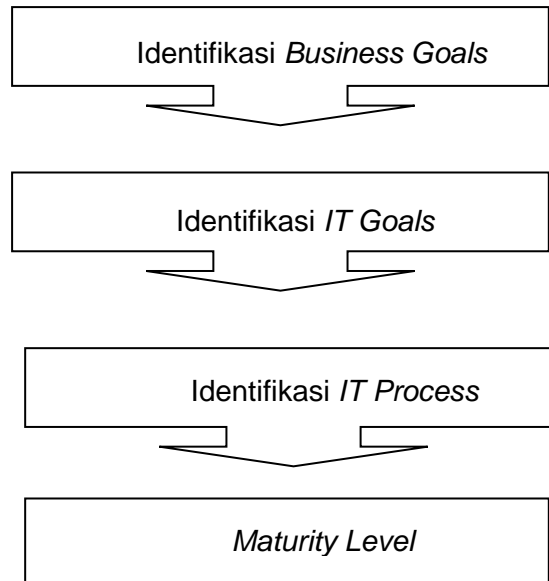 Identifikasi Business Goals
Identifikasi IT Goals
Identifikasi IT Process
Maturity Level